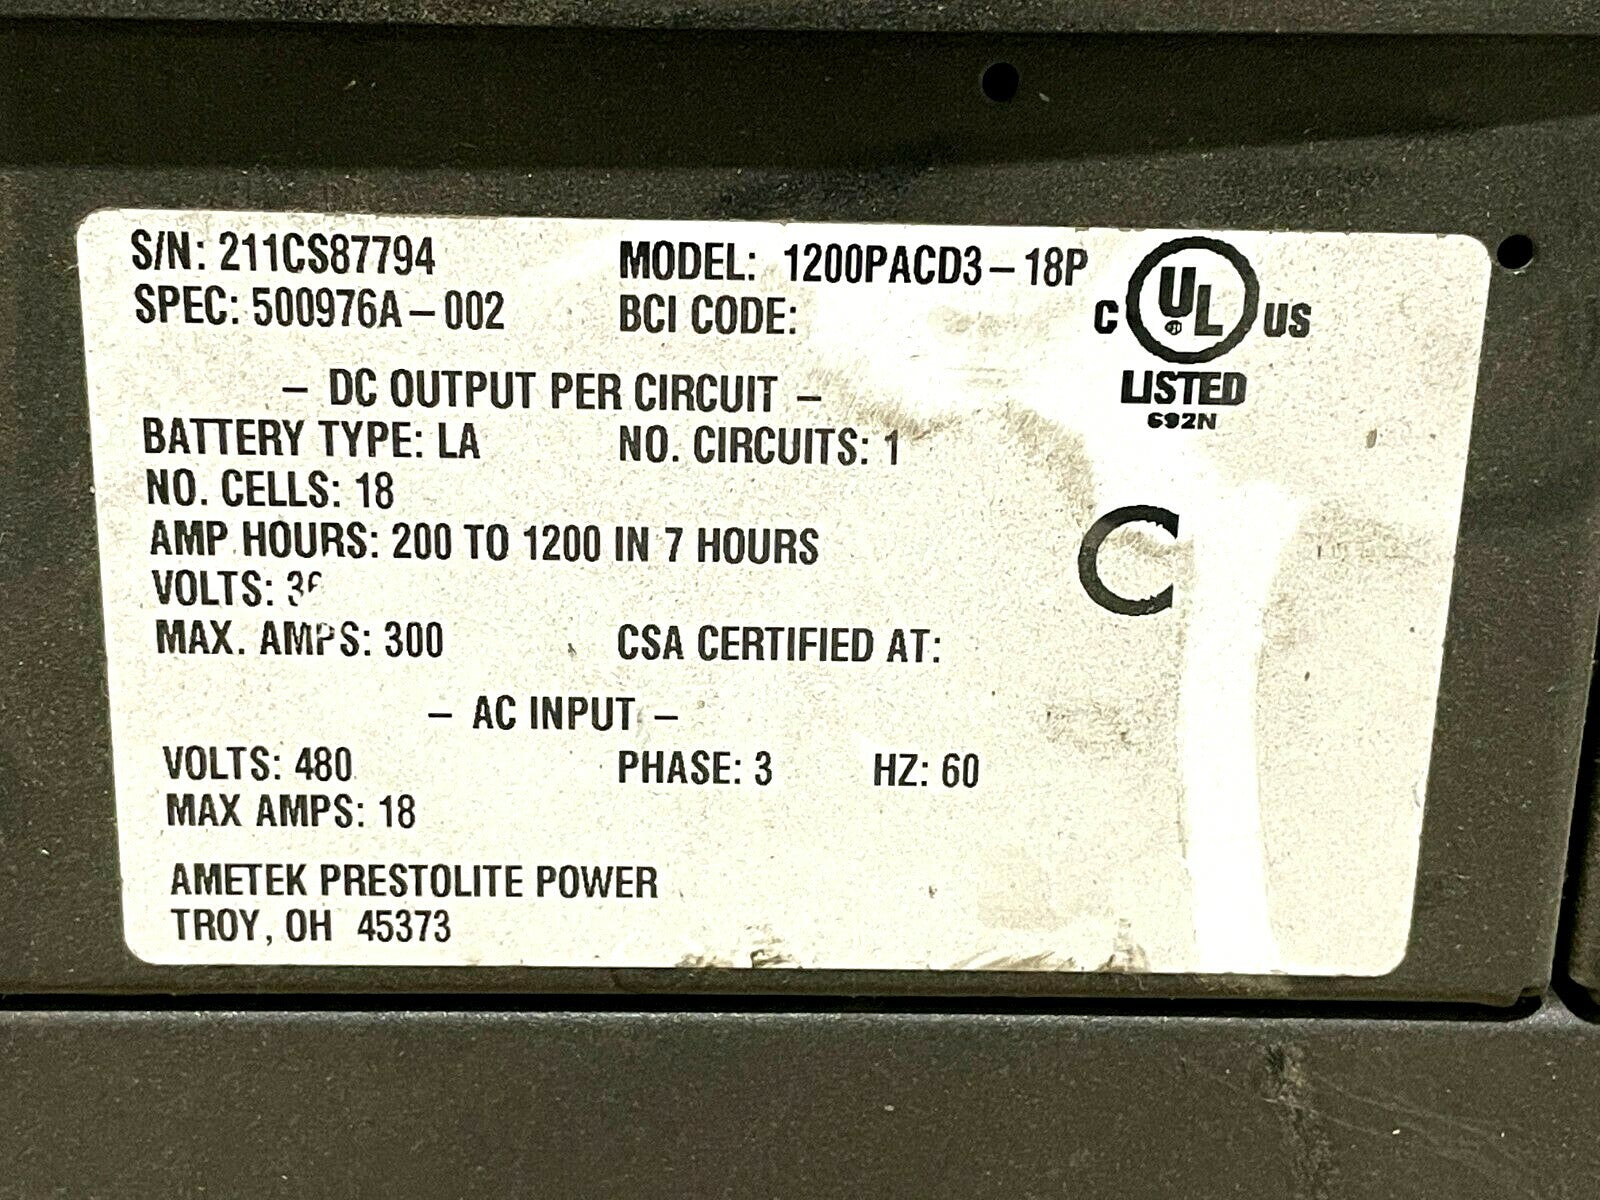 S/N: 211CS87794 MODEL: 1200PACD3-18P
SPEC: 500976A-002 BCI CODE:
C UL US
LISTED
692N
- DC OUTPUT PER CIRCUIT -
BATTERY TYPE: LA NO. CIRCUITS: 1
NO. CELLS: 18
AMP HOURS: 200 TO 1200 IN 7 HOURS
VOLTS:
C
MAX. AMPS: 300 CSA CERTIFIED AT:
- AC INPUT -
VOLTS: 480 PHASE: 3 HZ: 60
MAX AMPS: 18
AMETEK PRESTOLITE POWER
TROY, OH 45373